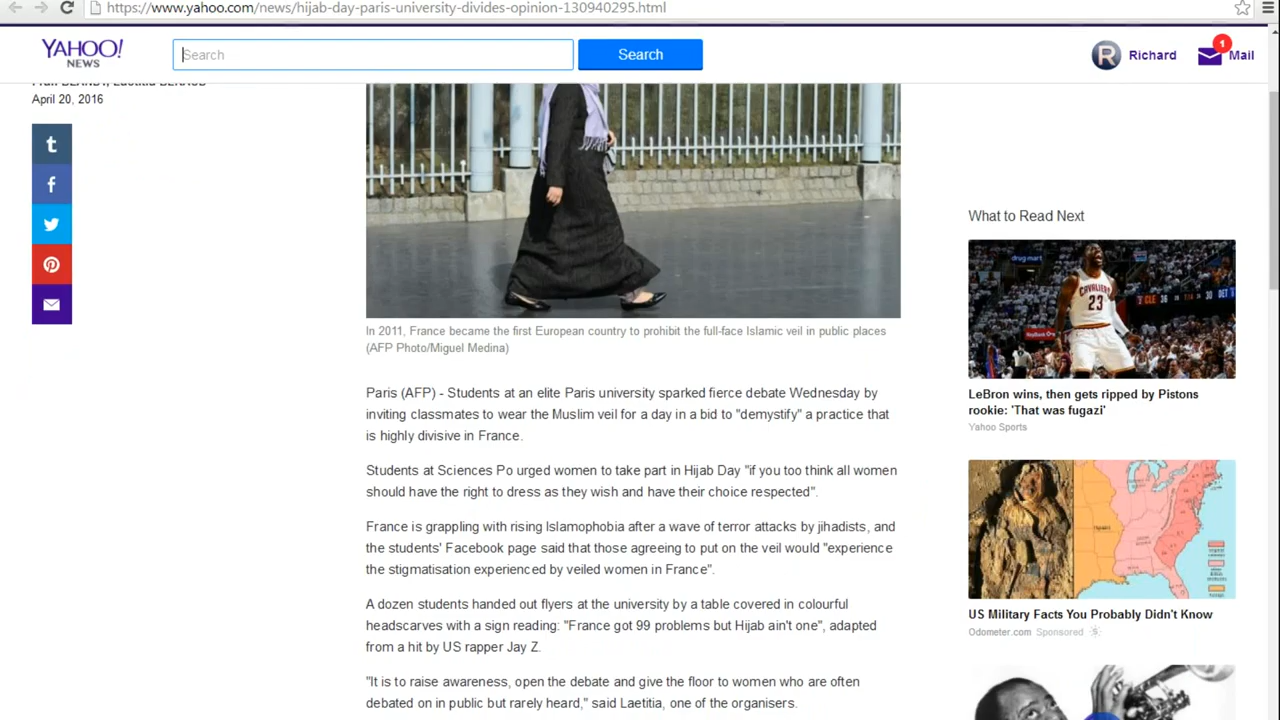 https://www.yahoo.com/news/hijab-day-paris-university-divides-opinion-130940295.html
YAHOO!
NEWS
Search
Search
R
Richard
1
Mail
April 20, 2016
t
f
In 2011, France became the first European country to prohibit the full-face Islamic veil in public places
(AFP Photo/Miguel Medina)
Paris (AFP) - Students at an elite Paris university sparked fierce debate Wednesday by
inviting classmates to wear the Muslim veil for a day in a bid to "demystify" a practice that
is highly divisive in France.
Students at Sciences Po urged women to take part in Hijab Day "if you too think all women
should have the right to dress as they wish and have their choice respected".
France is grappling with rising Islamophobia after a wave of terror attacks by jihadists, and
the students' Facebook page said that those agreeing to put on the veil would "experience
the stigmatisation experienced by veiled women in France".
A dozen students handed out flyers at the university by a table covered in colourful
headscarves with a sign reading: "France got 99 problems but Hijab ain't one", adapted
from a hit by US rapper Jay Z.
"It is to raise awareness, open the debate and give the floor to women who are often
debated on in public but rarely heard," said Laetitia, one of the organisers.
What to Read Next
drug mart
CAVALIERS
23
CLE 36
30 DET
LeBron wins, then gets ripped by Pistons
rookie: 'That was fugazi'
Yahoo Sports
US Military Facts You Probably Didn't Know
Odometer.com Sponsored